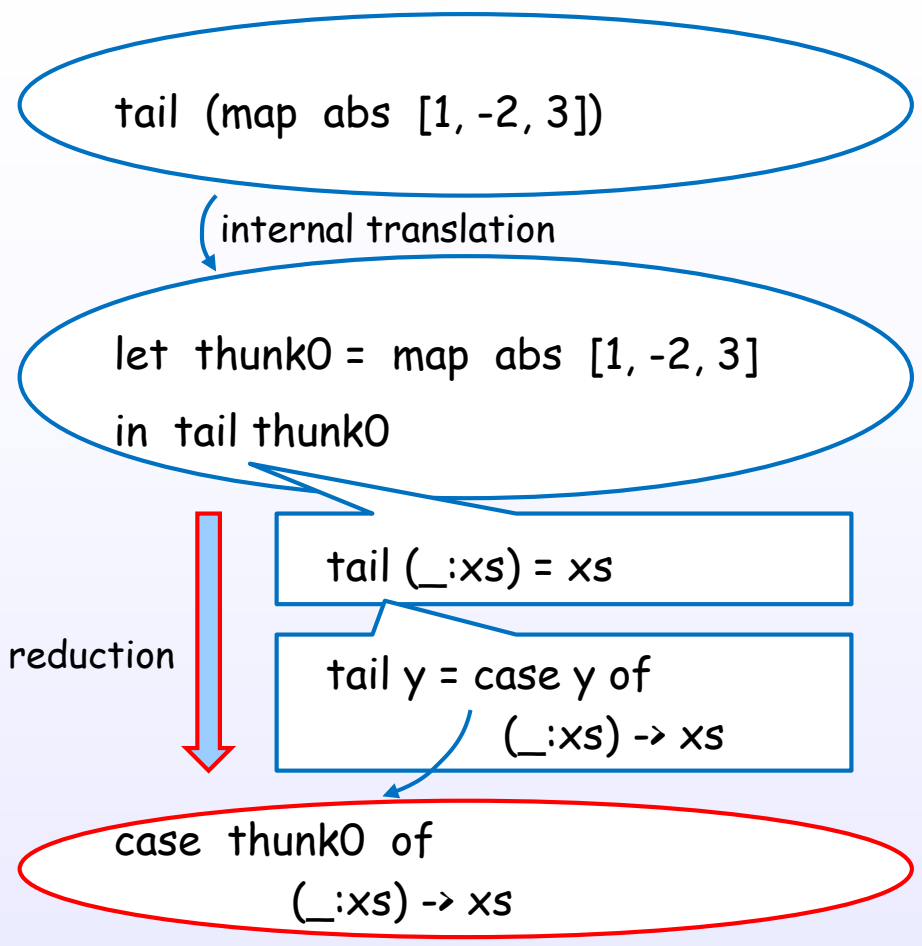 tail (map abs [1, -2, 3])
internal translation
let thunk0 = map abs [1, -2, 3]
in tail thunk0
tail (_:xs) = xs
reduction
tail y = case y of
(_:xs) -> xs
case thunk0 of
(_:xs) -> xs